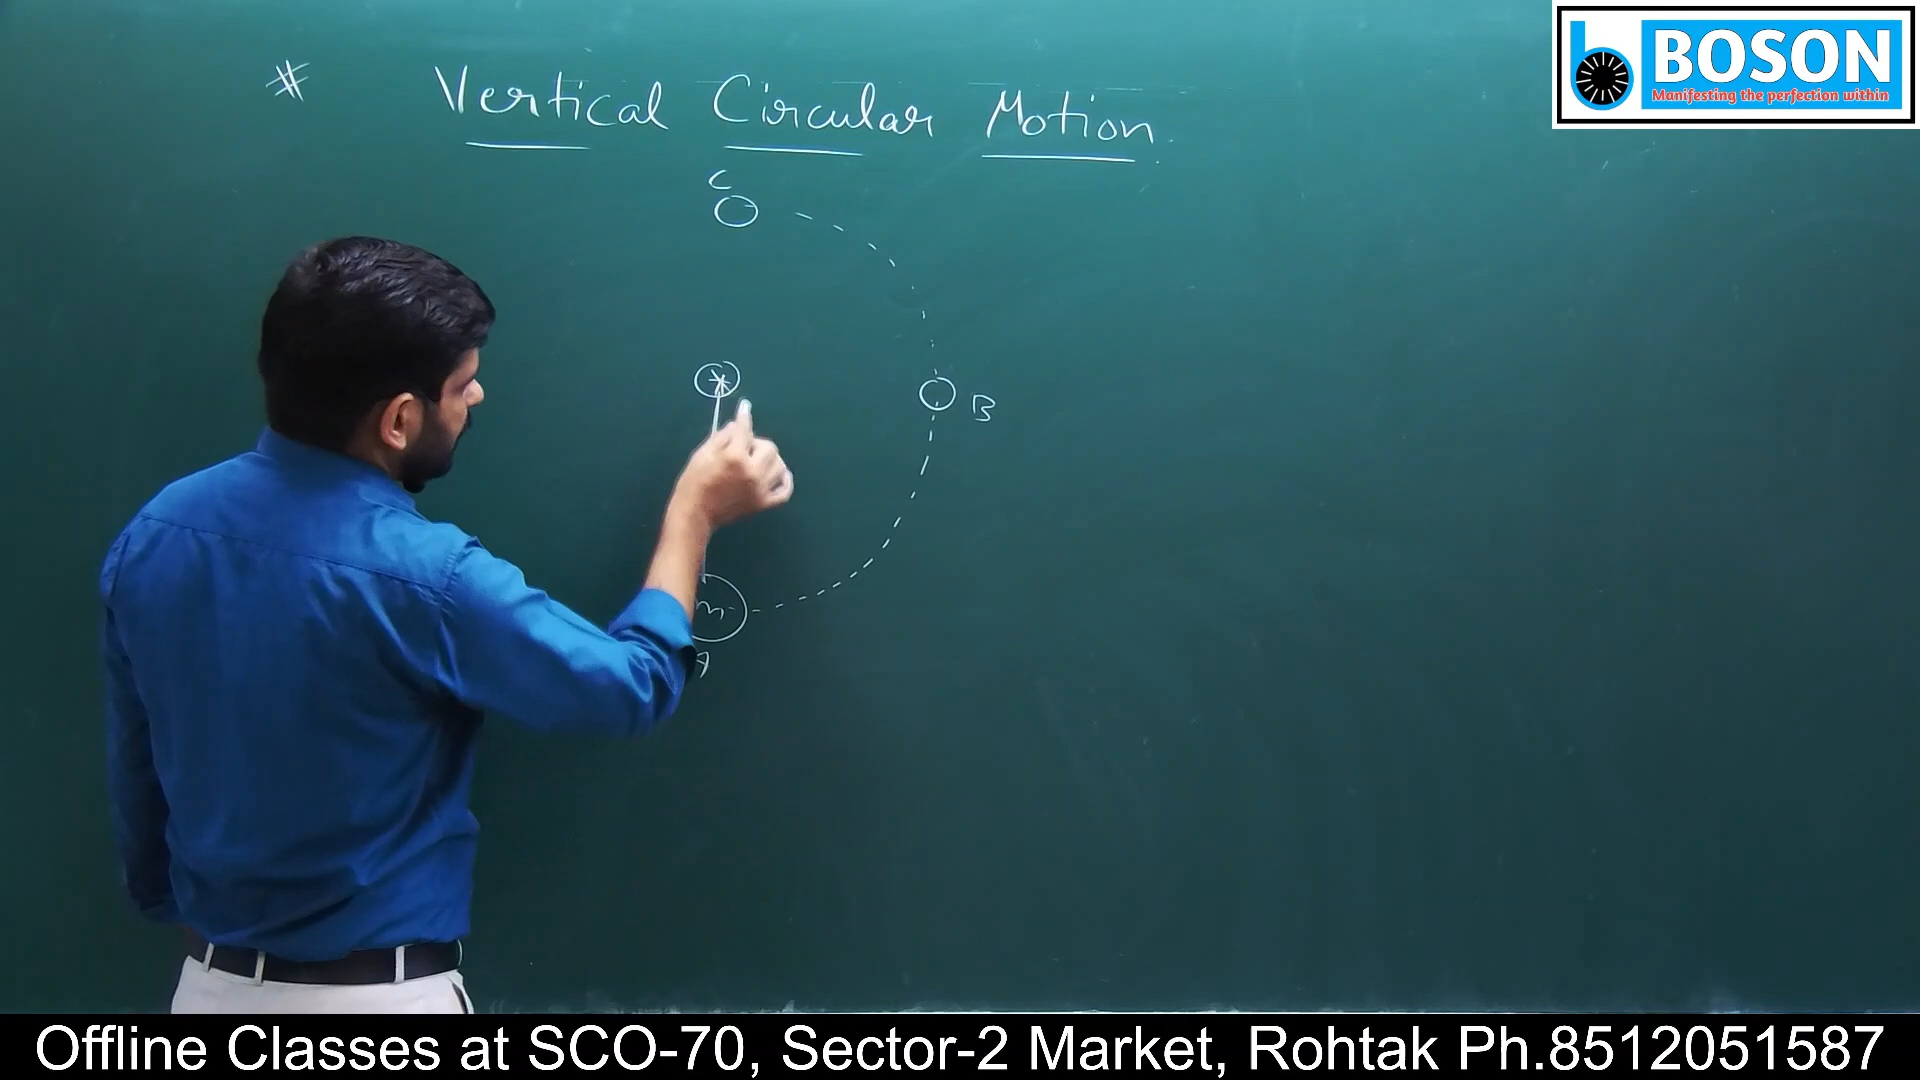 BOSON
Manifesting the perfection within
* Vertical Circular Motion
C
B
m
A
Offline Classes at SCO-70, Sector-2 Market, Rohtak Ph.8512051587